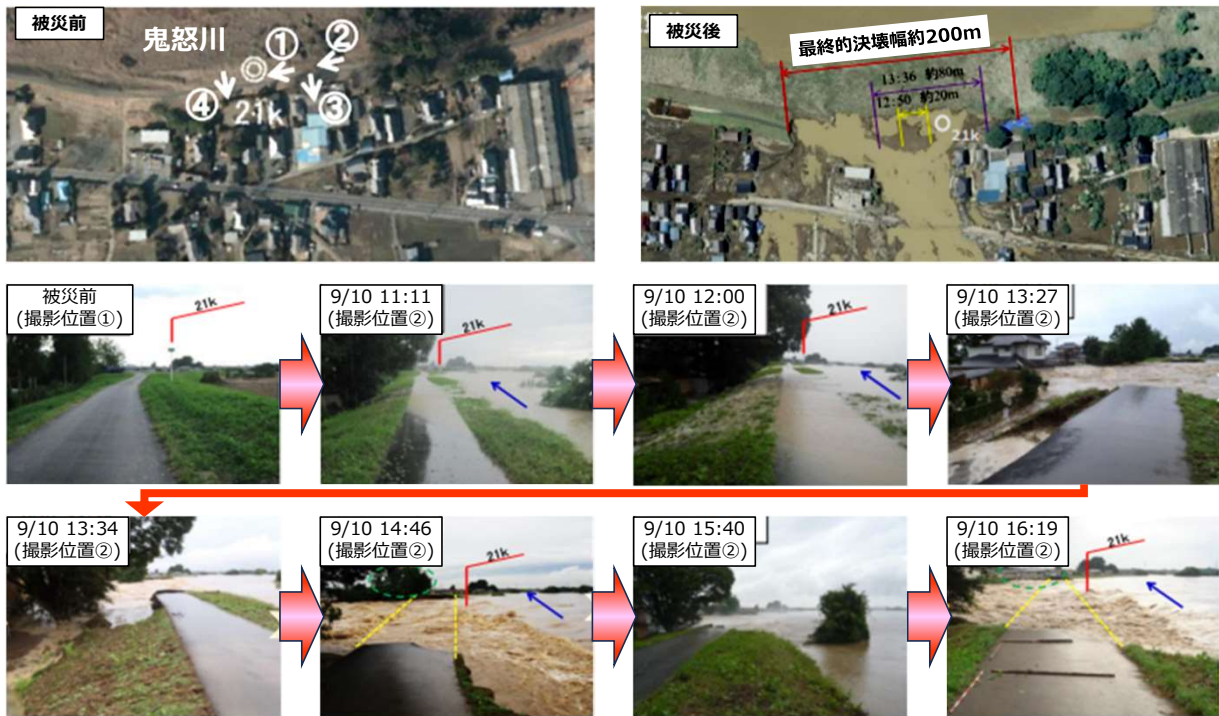 被災前
鬼怒川
①
②
④
21k
③
被災後
最終的決壊幅約200m
13:36 約80m
12:50 約20m
21k
被災前
(撮影位置①)
21k
9/10 11:11
(撮影位置②)
21k
9/10 12:00
(撮影位置②)
21k
9/10 13:27
(撮影位置②)
9/10 13:34
(撮影位置②)
9/10 14:46
(撮影位置②)
21k
9/10 15:40
(撮影位置②)
9/10 16:19
(撮影位置②)
21k